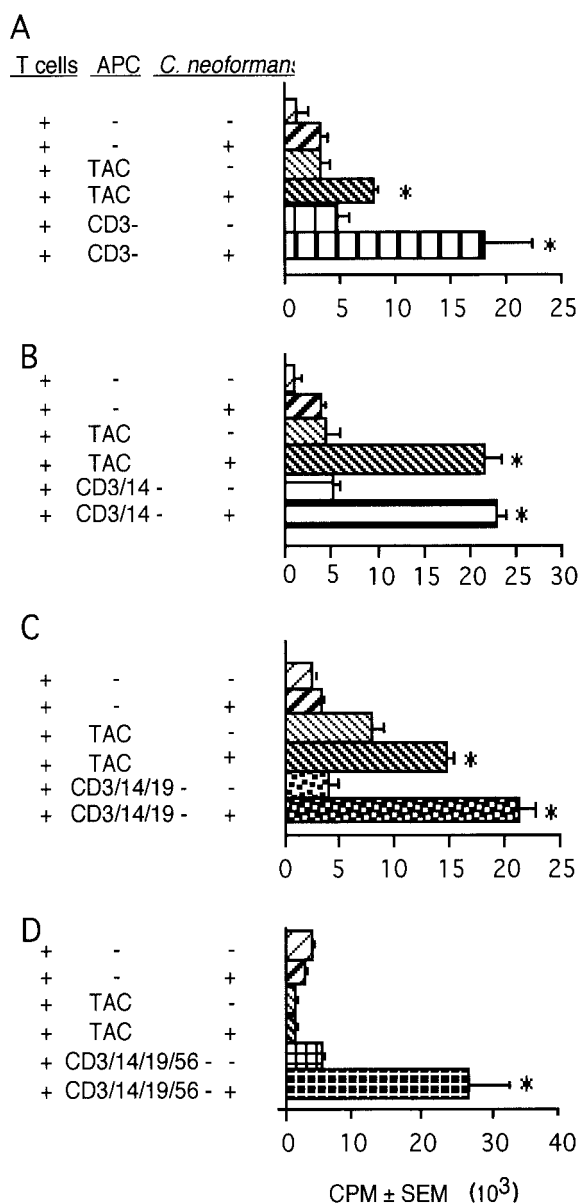 A
T cells APC C. neoformans
+ - -
+ - +
+ TAC -
+ TAC + *
+ CD3- -
+ CD3- + *
0 5 10 15 20 25
B
+ - -
+ - +
+ TAC -
+ TAC + *
+ CD3/14 - -
+ CD3/14 - + *
0 5 10 15 20 25 30
C
+ - -
+ - +
+ TAC -
+ TAC + *
+ CD3/14/19 - -
+ CD3/14/19 - + *
0 5 10 15 20 25
D
+ - -
+ - +
+ TAC -
+ TAC +
+ CD3/14/19/56 - -
+ CD3/14/19/56 - + *
0 10 20 30 40
CPM ± SEM (10³)